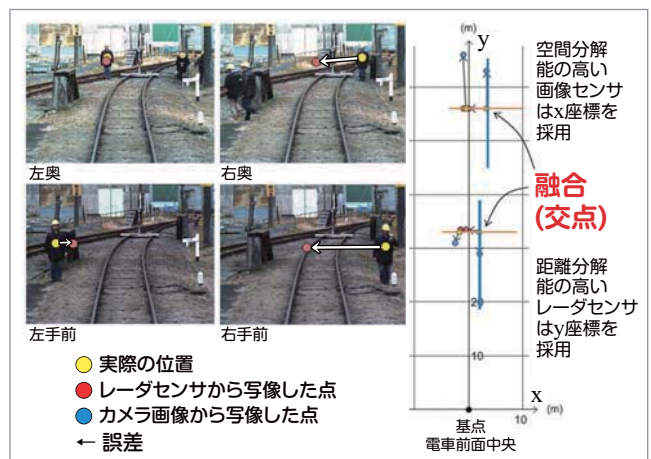 左奥
右奥
左手前
右手前
実際の位置
レーダセンサから写像した点
カメラ画像から写像した点
← 誤差
(m)
y
2
10
x
(m)
10
基点
電車前面中央
空間分解
能の高い
画像センサ
はx座標を
採用
融合
(交点)
距離分解
能の高い
レーダセンサ
はy座標を
採用